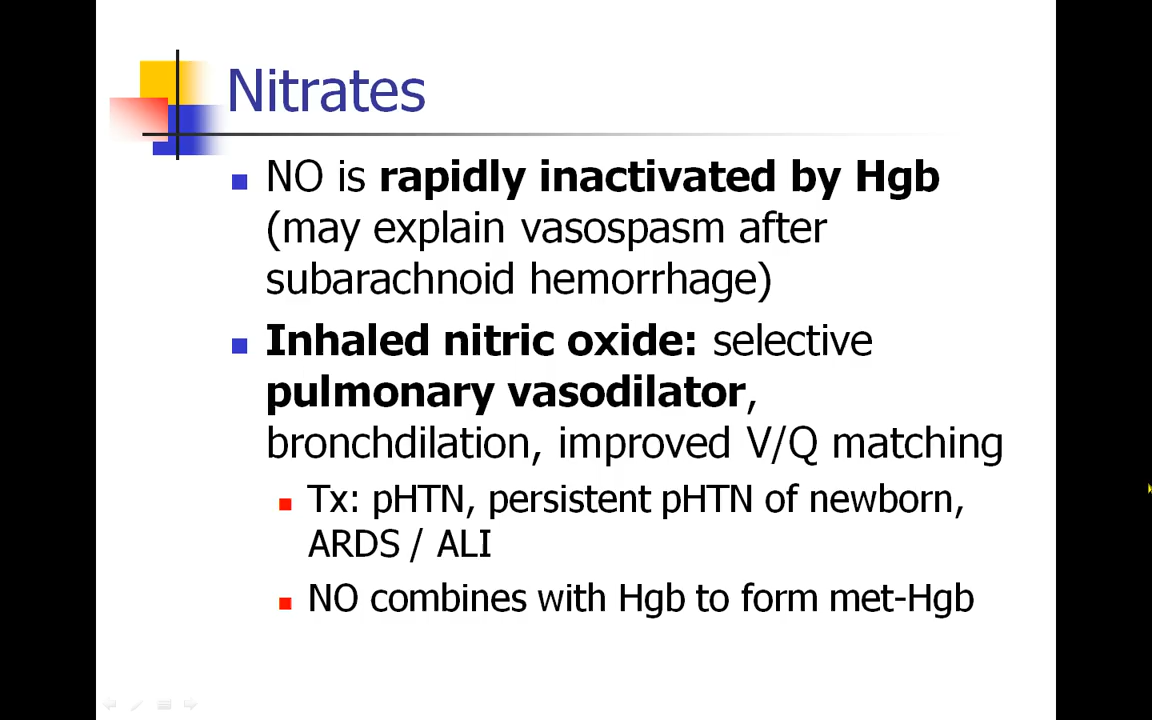 Nitrates
NO is rapidly inactivated by Hgb
(may explain vasospasm after
subarachnoid hemorrhage)
Inhaled nitric oxide: selective
pulmonary vasodilator,
bronchdilation, improved V/Q matching
Tx: pHTN, persistent pHTN of newborn,
ARDS / ALI
NO combines with Hgb to form met-Hgb